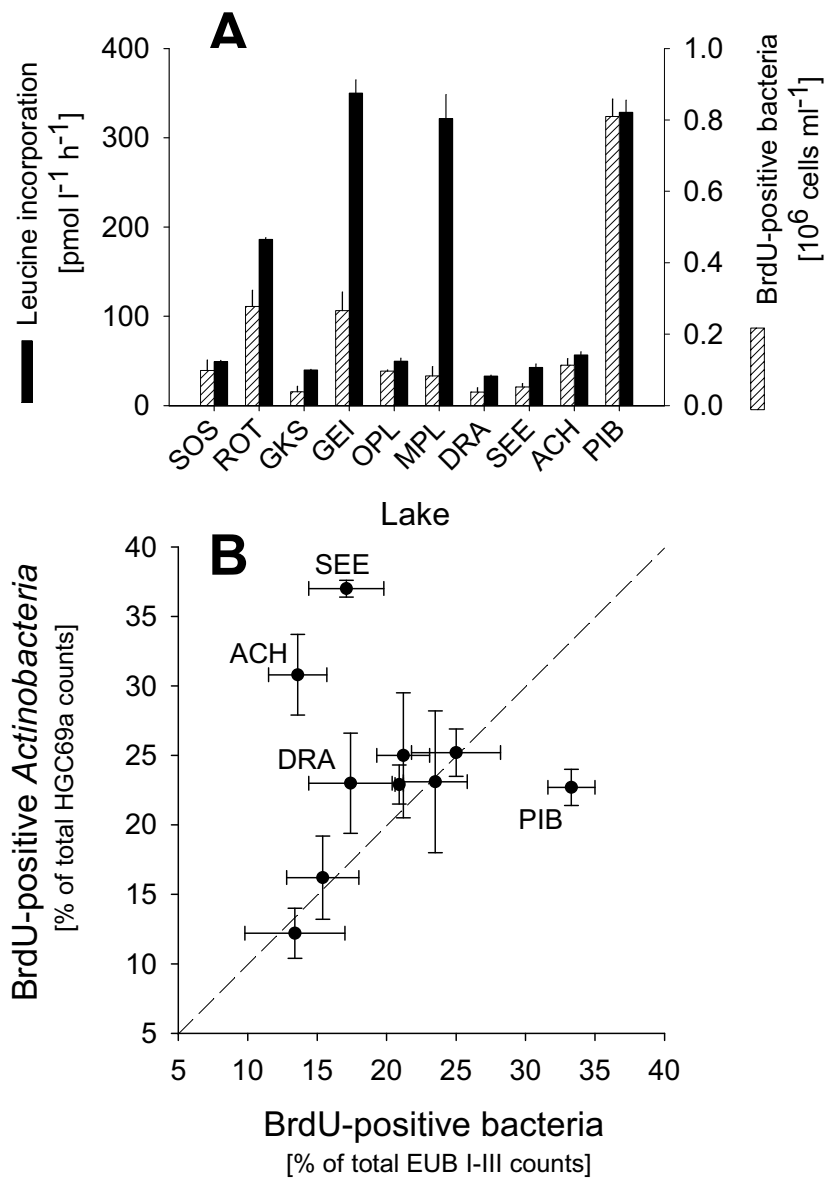 A
Leucine incorporation
[pmol l⁻¹ h⁻¹]
400
300
200
100
0
1.0
0.8
0.6
0.4
0.2
0.0
BrdU-positive bacteria
[10⁶ cells ml⁻¹]
SOS
ROT
GKS
GEI
OPL
MPL
DRA
SEE
ACH
PIB
Lake
B
BrdU-positive Actinobacteria
[% of total HGC69a counts]
40
35
30
25
20
15
10
5
SEE
ACH
DRA
PIB
5
10
15
20
25
30
35
40
BrdU-positive bacteria
[% of total EUB I-III counts]